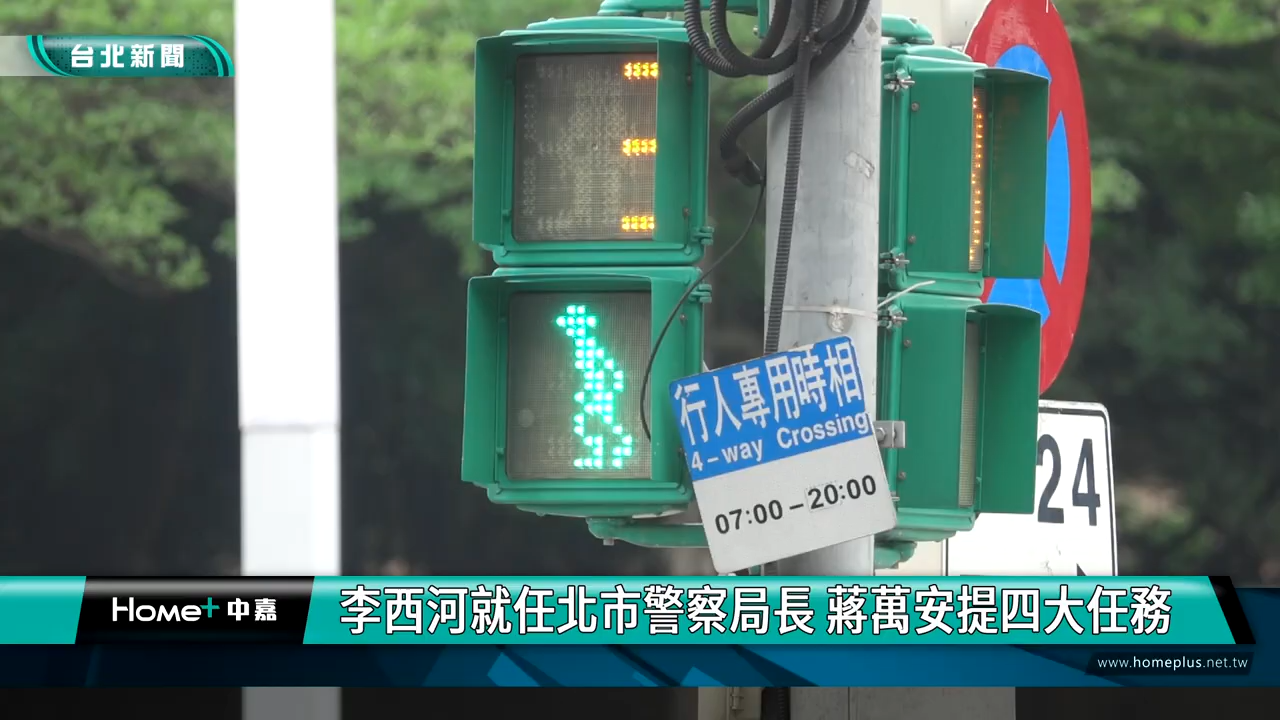 台北新聞
行人專用時相
4-way Crossing
07:00-20:00
24
Home+ 中嘉
李西河就任北市警察局長 蔣萬安提四大任務
www.homeplus.net.tw